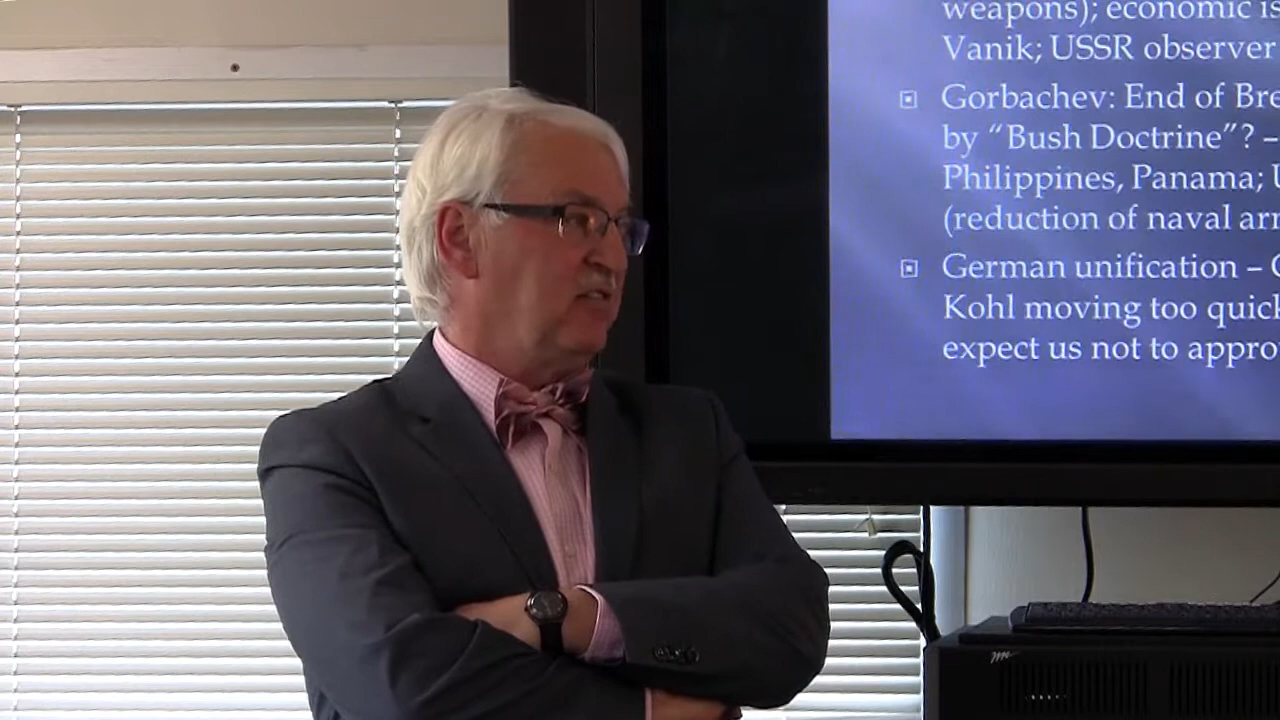 weapons); economic is
Vanik; USSR observer
Gorbachev: End of Bre
by “Bush Doctrine”? –
Philippines, Panama; U
(reduction of naval arm
German unification – G
Kohl moving too quick
expect us not to appro